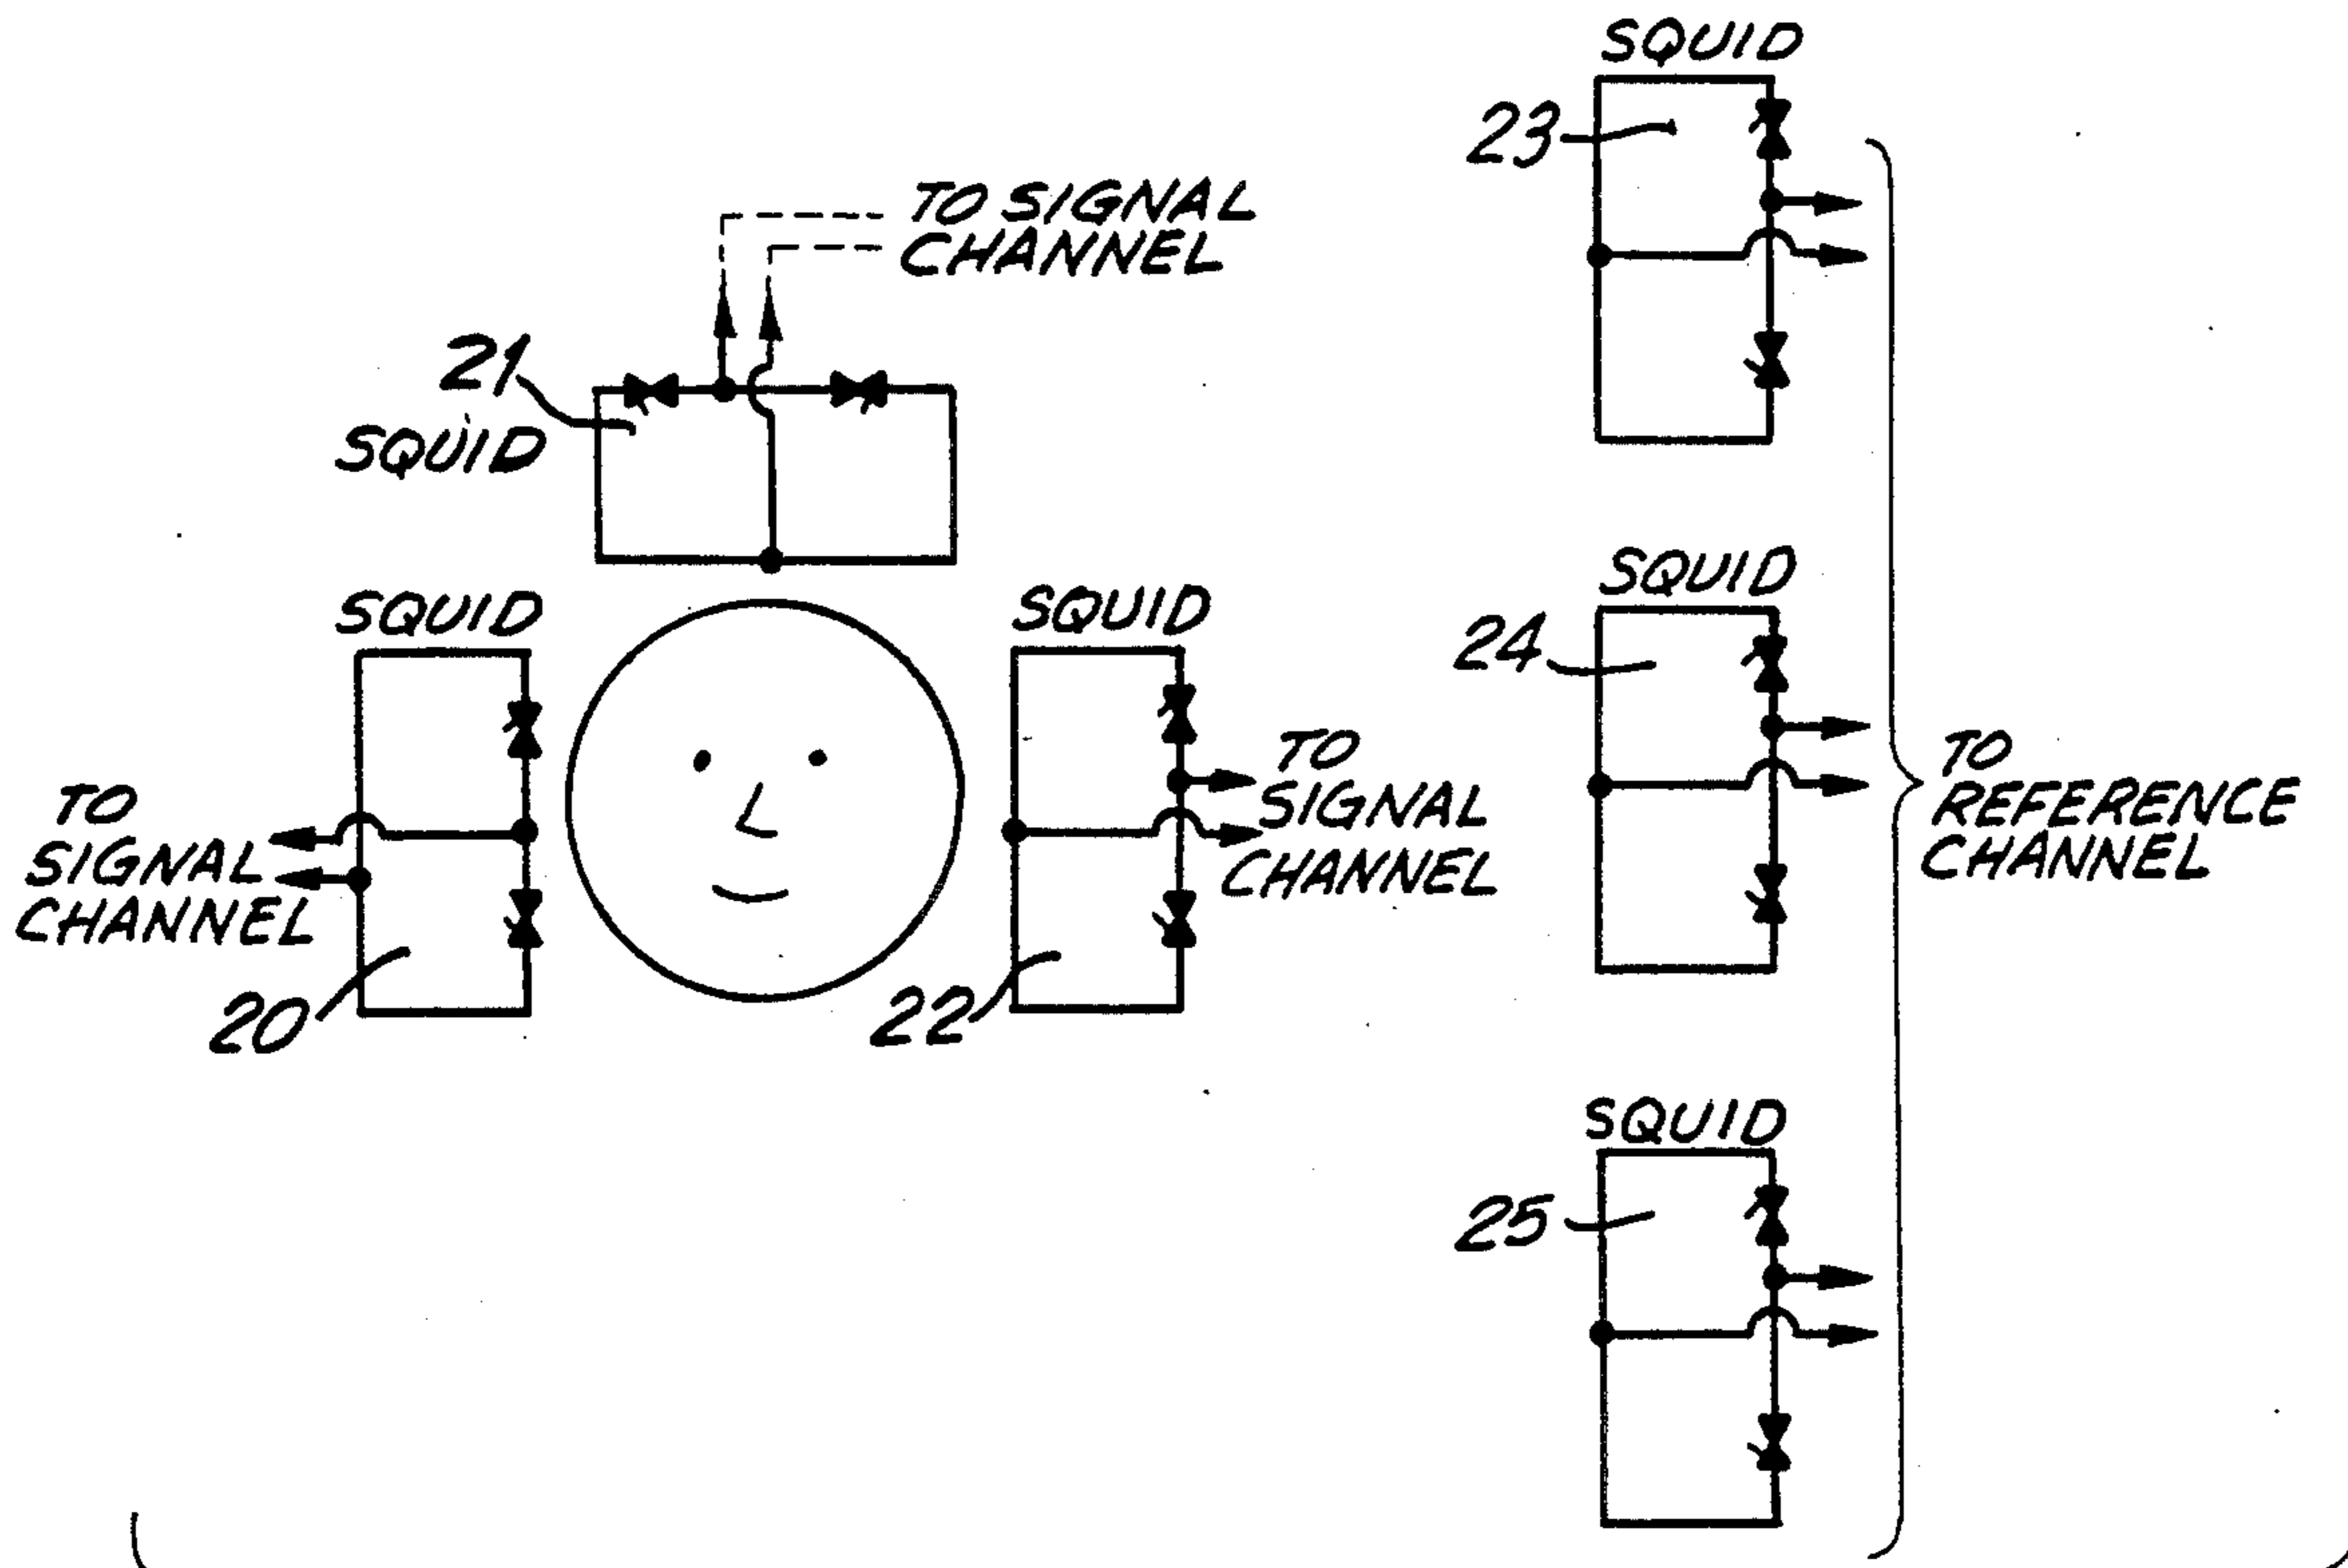 SQUID
23
TO SIGNAL
CHANNEL
21
SQUID
SQUID
SQUID
SQUID
24
TO
SIGNAL
CHANNEL
TO
SIGNAL
CHANNEL
TO
REFERENCE
CHANNEL
20
22
SQUID
25